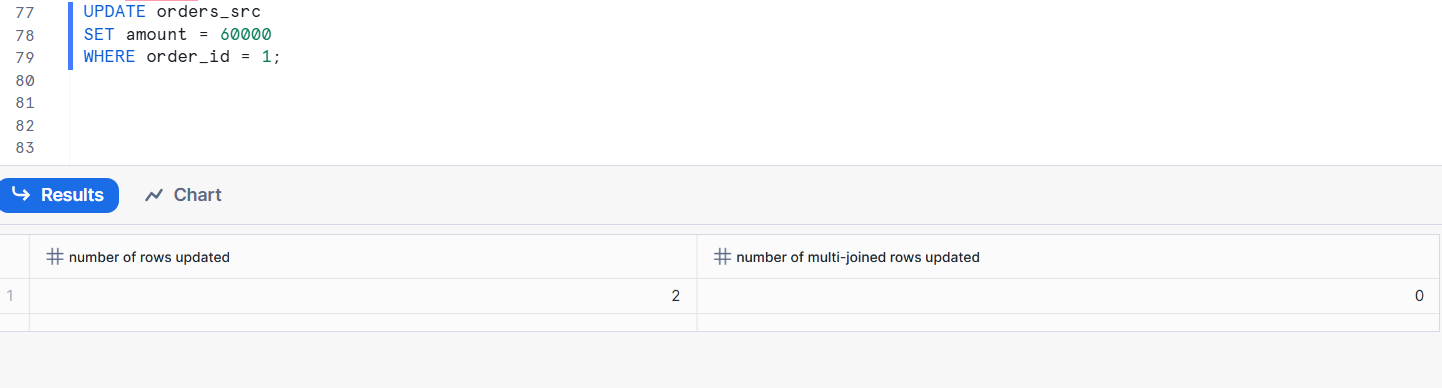 77 UPDATE orders_src
78 SET amount = 60000
79 WHERE order_id = 1;
80
81
82
83
Results Chart
number of rows updated number of multi-joined rows updated
1 2 0